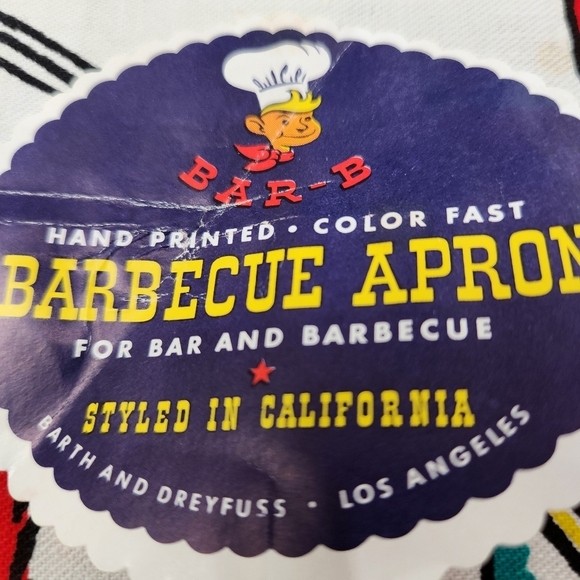 BAR-B
HAND PRINTED · COLOR FAST
BARBECUE APRON
FOR BAR AND BARBECUE
STYLED IN CALIFORNIA
BARTH AND DREYFUSS · LOS ANGELES